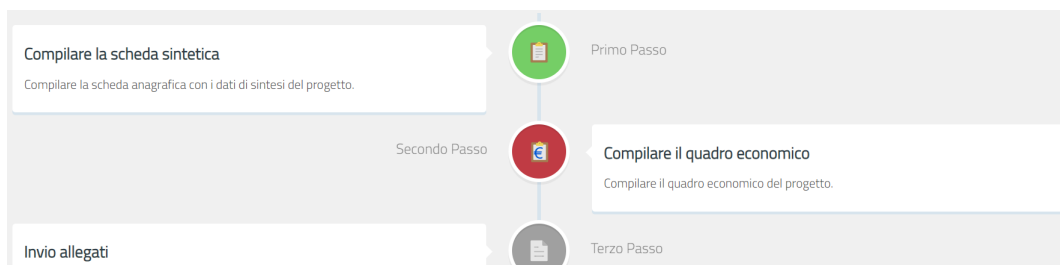 Compilare la scheda sintetica
Primo Passo
Compilare la scheda anagrafica con i dati di sintesi del progetto.
Secondo Passo
Compilare il quadro economico
Compilare il quadro economico del progetto.
Invio allegati
Terzo Passo